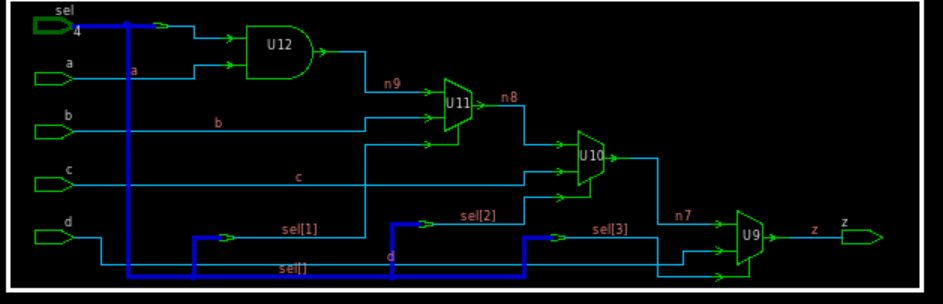 sel
4
a
a
U12
n9
b
b
U11
n8
c
c
U10
d
sel[1]
sel[2]
sel[3]
n7
U9
z
z
d
sel[]